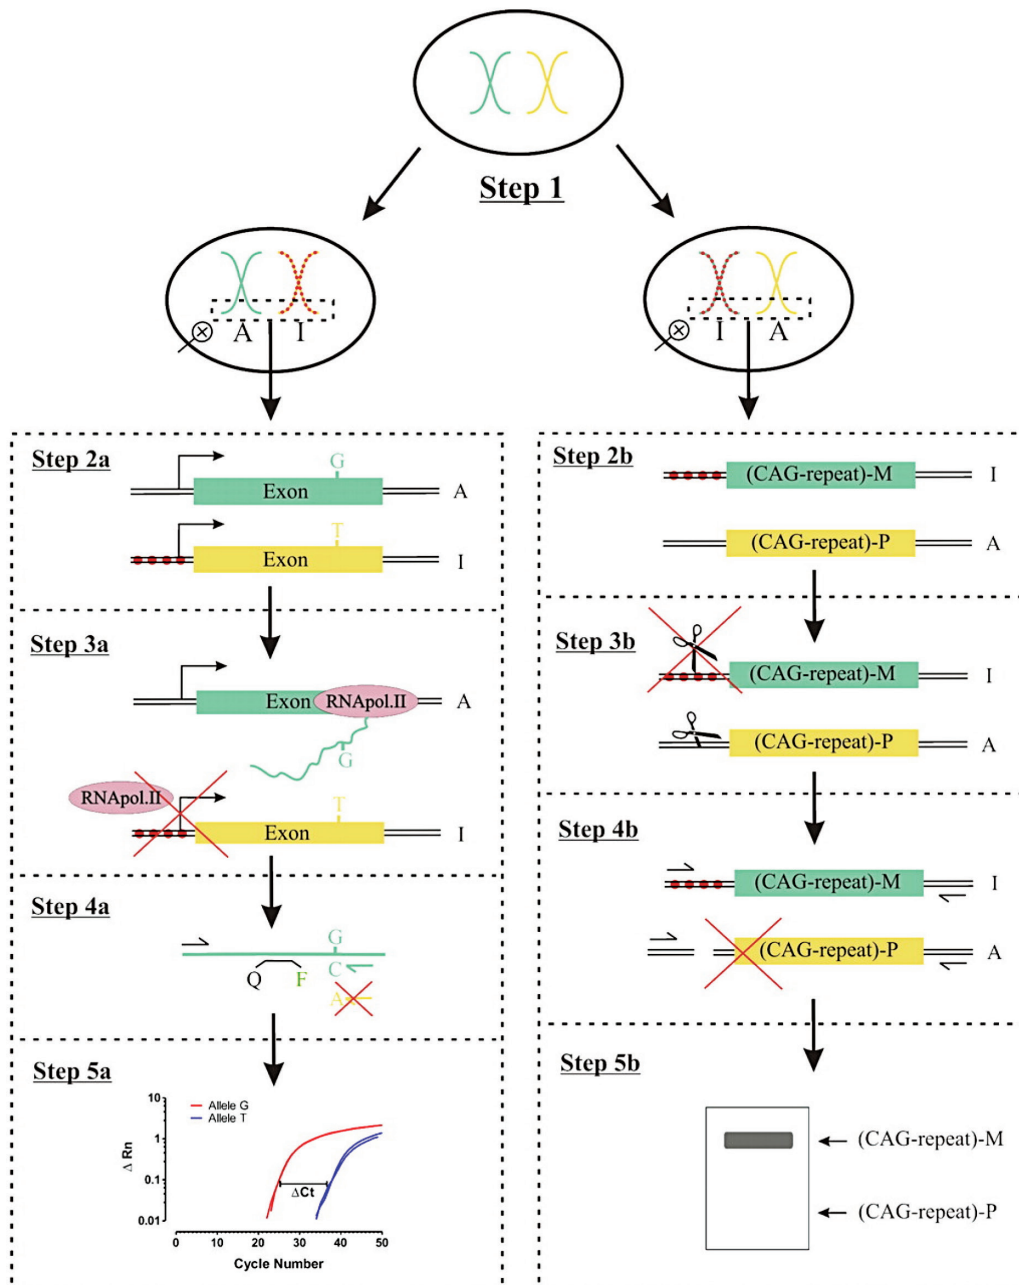 Step 1
A I
I A
Step 2a
G
Exon
A
T
Exon
I
Step 3a
Exon
RNApol.II
A
G
RNApol.II
T
Exon
I
Step 4a
G
C
Q F
A
Step 5a
Allele G
Allele T
10
1
0.1
0.01
Δ Rn
ΔCt
0 10 20 30 40 50
Cycle Number
Step 2b
(CAG-repeat)-M
I
(CAG-repeat)-P
A
Step 3b
(CAG-repeat)-M
I
(CAG-repeat)-P
A
Step 4b
(CAG-repeat)-M
I
(CAG-repeat)-P
A
Step 5b
(CAG-repeat)-M
(CAG-repeat)-P